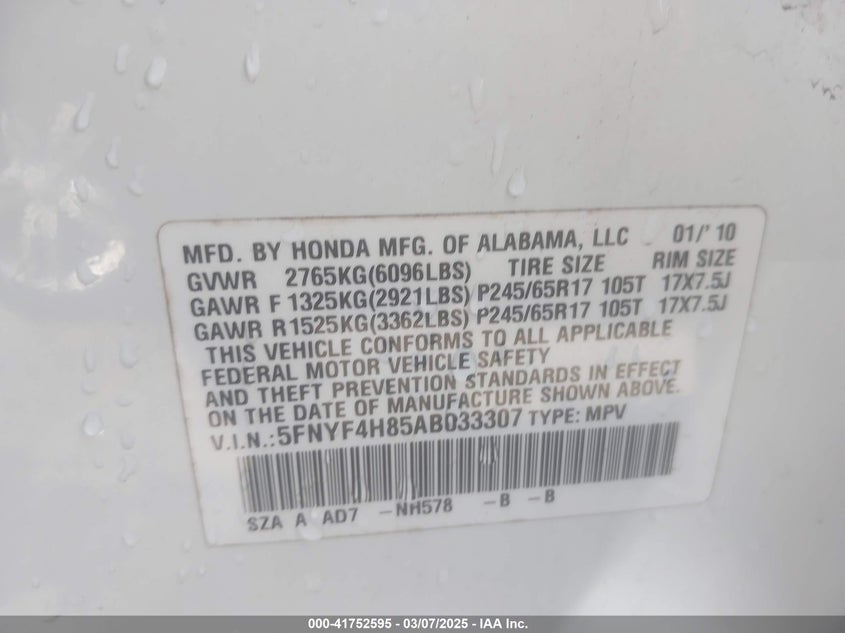 MFD. BY HONDA MFG. OF ALABAMA, LLC 01/' 10
GVWR 2765KG(6096LBS) TIRE SIZE RIM SIZE
GAWR F 1325KG(2921LBS) P245/65R17 105T 17X7.5J
GAWR R 1525KG(3362LBS) P245/65R17 105T 17X7.5J
THIS VEHICLE CONFORMS TO ALL APPLICABLE
FEDERAL MOTOR VEHICLE SAFETY
AND THEFT PREVENTION STANDARDS IN EFFECT
ON THE DATE OF MANUFACTURE SHOWN ABOVE.
V.I.N.: 5FNYF4H85AB033307 TYPE: MPV
SZA A AD7 -NH578 -B -B
000-41752595 - 03/07/2025 - IAA Inc.